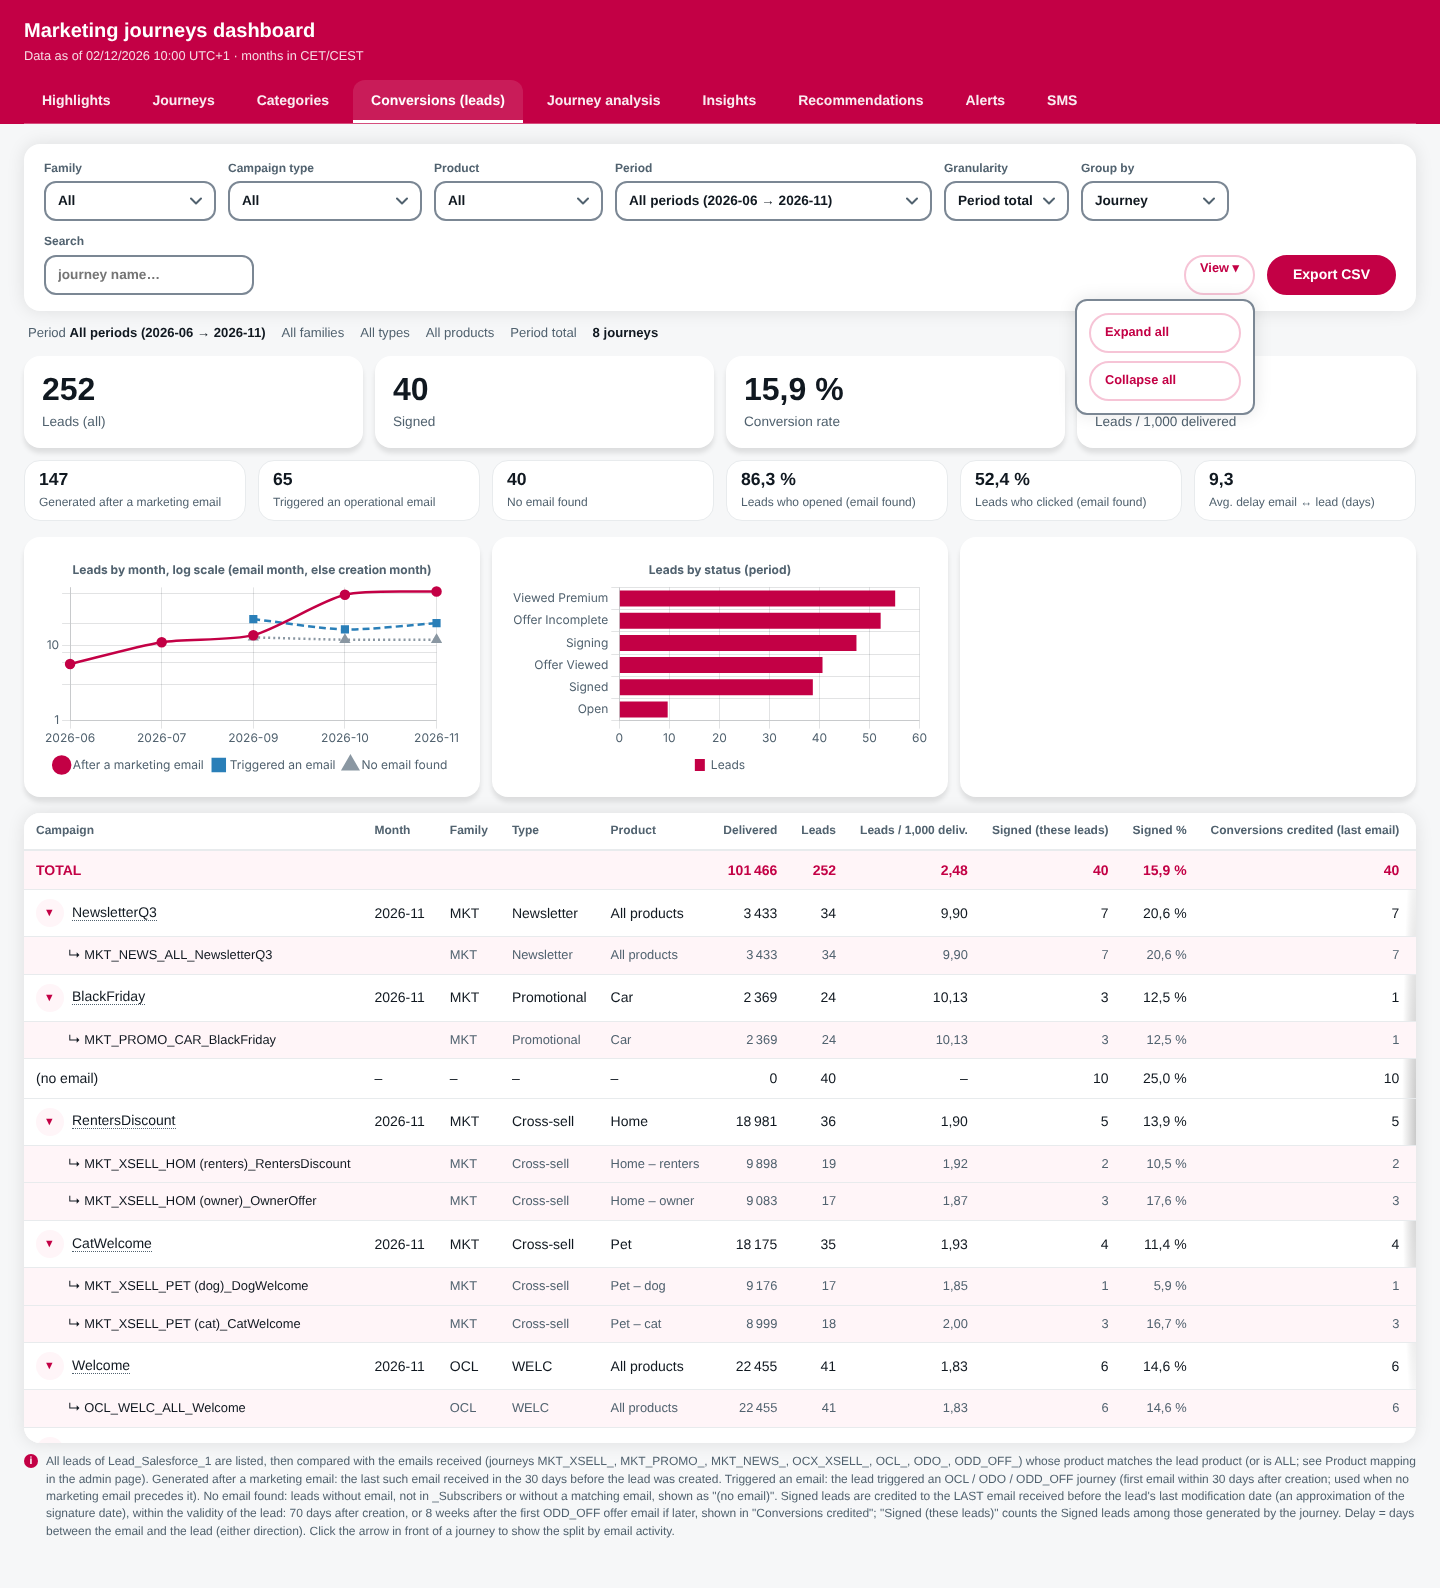 Marketing journeys dashboard
Data as of 02/12/2026 10:00 UTC+1 · months in CET/CEST
Highlights Journeys Categories Conversions (leads) Journey analysis Insights Recommendations Alerts SMS
Family Campaign type Product Period Granularity Group by
All All All All periods (2026-06 → 2026-11) Period total Journey
Search
journey name… View ▾ Export CSV
Expand all
Collapse all
Period All periods (2026-06 → 2026-11) All families All types All products Period total 8 journeys
252 40 15,9 %
Leads (all) Signed Conversion rate Leads / 1,000 delivered
147 65 40 86,3 % 52,4 % 9,3
Generated after a marketing email Triggered an operational email No email found Leads who opened (email found) Leads who clicked (email found) Avg. delay email ↔ lead (days)
Leads by month, log scale (email month, else creation month)
10
1
2026-06 2026-07 2026-09 2026-10 2026-11
After a marketing email Triggered an email No email found
Leads by status (period)
Viewed Premium
Offer Incomplete
Signing
Offer Viewed
Signed
Open
0 10 20 30 40 50 60
Leads
Campaign Month Family Type Product Delivered Leads Leads / 1,000 deliv. Signed (these leads) Signed % Conversions credited (last email)
TOTAL 101 466 252 2,48 40 15,9 % 40
▼ NewsletterQ3 2026-11 MKT Newsletter All products 3 433 34 9,90 7 20,6 % 7
↳ MKT_NEWS_ALL_NewsletterQ3 MKT Newsletter All products 3 433 34 9,90 7 20,6 % 7
▼ BlackFriday 2026-11 MKT Promotional Car 2 369 24 10,13 3 12,5 % 1
↳ MKT_PROMO_CAR_BlackFriday MKT Promotional Car 2 369 24 10,13 3 12,5 % 1
(no email) – – – – 0 40 – 10 25,0 % 10
▼ RentersDiscount 2026-11 MKT Cross-sell Home 18 981 36 1,90 5 13,9 % 5
↳ MKT_XSELL_HOM (renters)_RentersDiscount MKT Cross-sell Home – renters 9 898 19 1,92 2 10,5 % 2
↳ MKT_XSELL_HOM (owner)_OwnerOffer MKT Cross-sell Home – owner 9 083 17 1,87 3 17,6 % 3
▼ CatWelcome 2026-11 MKT Cross-sell Pet 18 175 35 1,93 4 11,4 % 4
↳ MKT_XSELL_PET (dog)_DogWelcome MKT Cross-sell Pet – dog 9 176 17 1,85 1 5,9 % 1
↳ MKT_XSELL_PET (cat)_CatWelcome MKT Cross-sell Pet – cat 8 999 18 2,00 3 16,7 % 3
▼ Welcome 2026-11 OCL WELC All products 22 455 41 1,83 6 14,6 % 6
↳ OCL_WELC_ALL_Welcome OCL WELC All products 22 455 41 1,83 6 14,6 % 6
i All leads of Lead_Salesforce_1 are listed, then compared with the emails received (journeys MKT_XSELL_, MKT_PROMO_, MKT_NEWS_, OCX_XSELL_, OCL_, ODO_, ODD_OFF_) whose product matches the lead product (or is ALL; see Product mapping
in the admin page). Generated after a marketing email: the last such email received in the 30 days before the lead was created. Triggered an email: the lead triggered an OCL / ODO / ODD_OFF journey (first email within 30 days after creation; used when no
marketing email precedes it). No email found: leads without email, not in _Subscribers or without a matching email, shown as "(no email)". Signed leads are credited to the LAST email received before the lead's last modification date (an approximation of the
signature date), within the validity of the lead: 70 days after creation, or 8 weeks after the first ODD_OFF offer email if later, shown in "Conversions credited"; "Signed (these leads)" counts the Signed leads among those generated by the journey. Delay = days
between the email and the lead (either direction). Click the arrow in front of a journey to show the split by email activity.